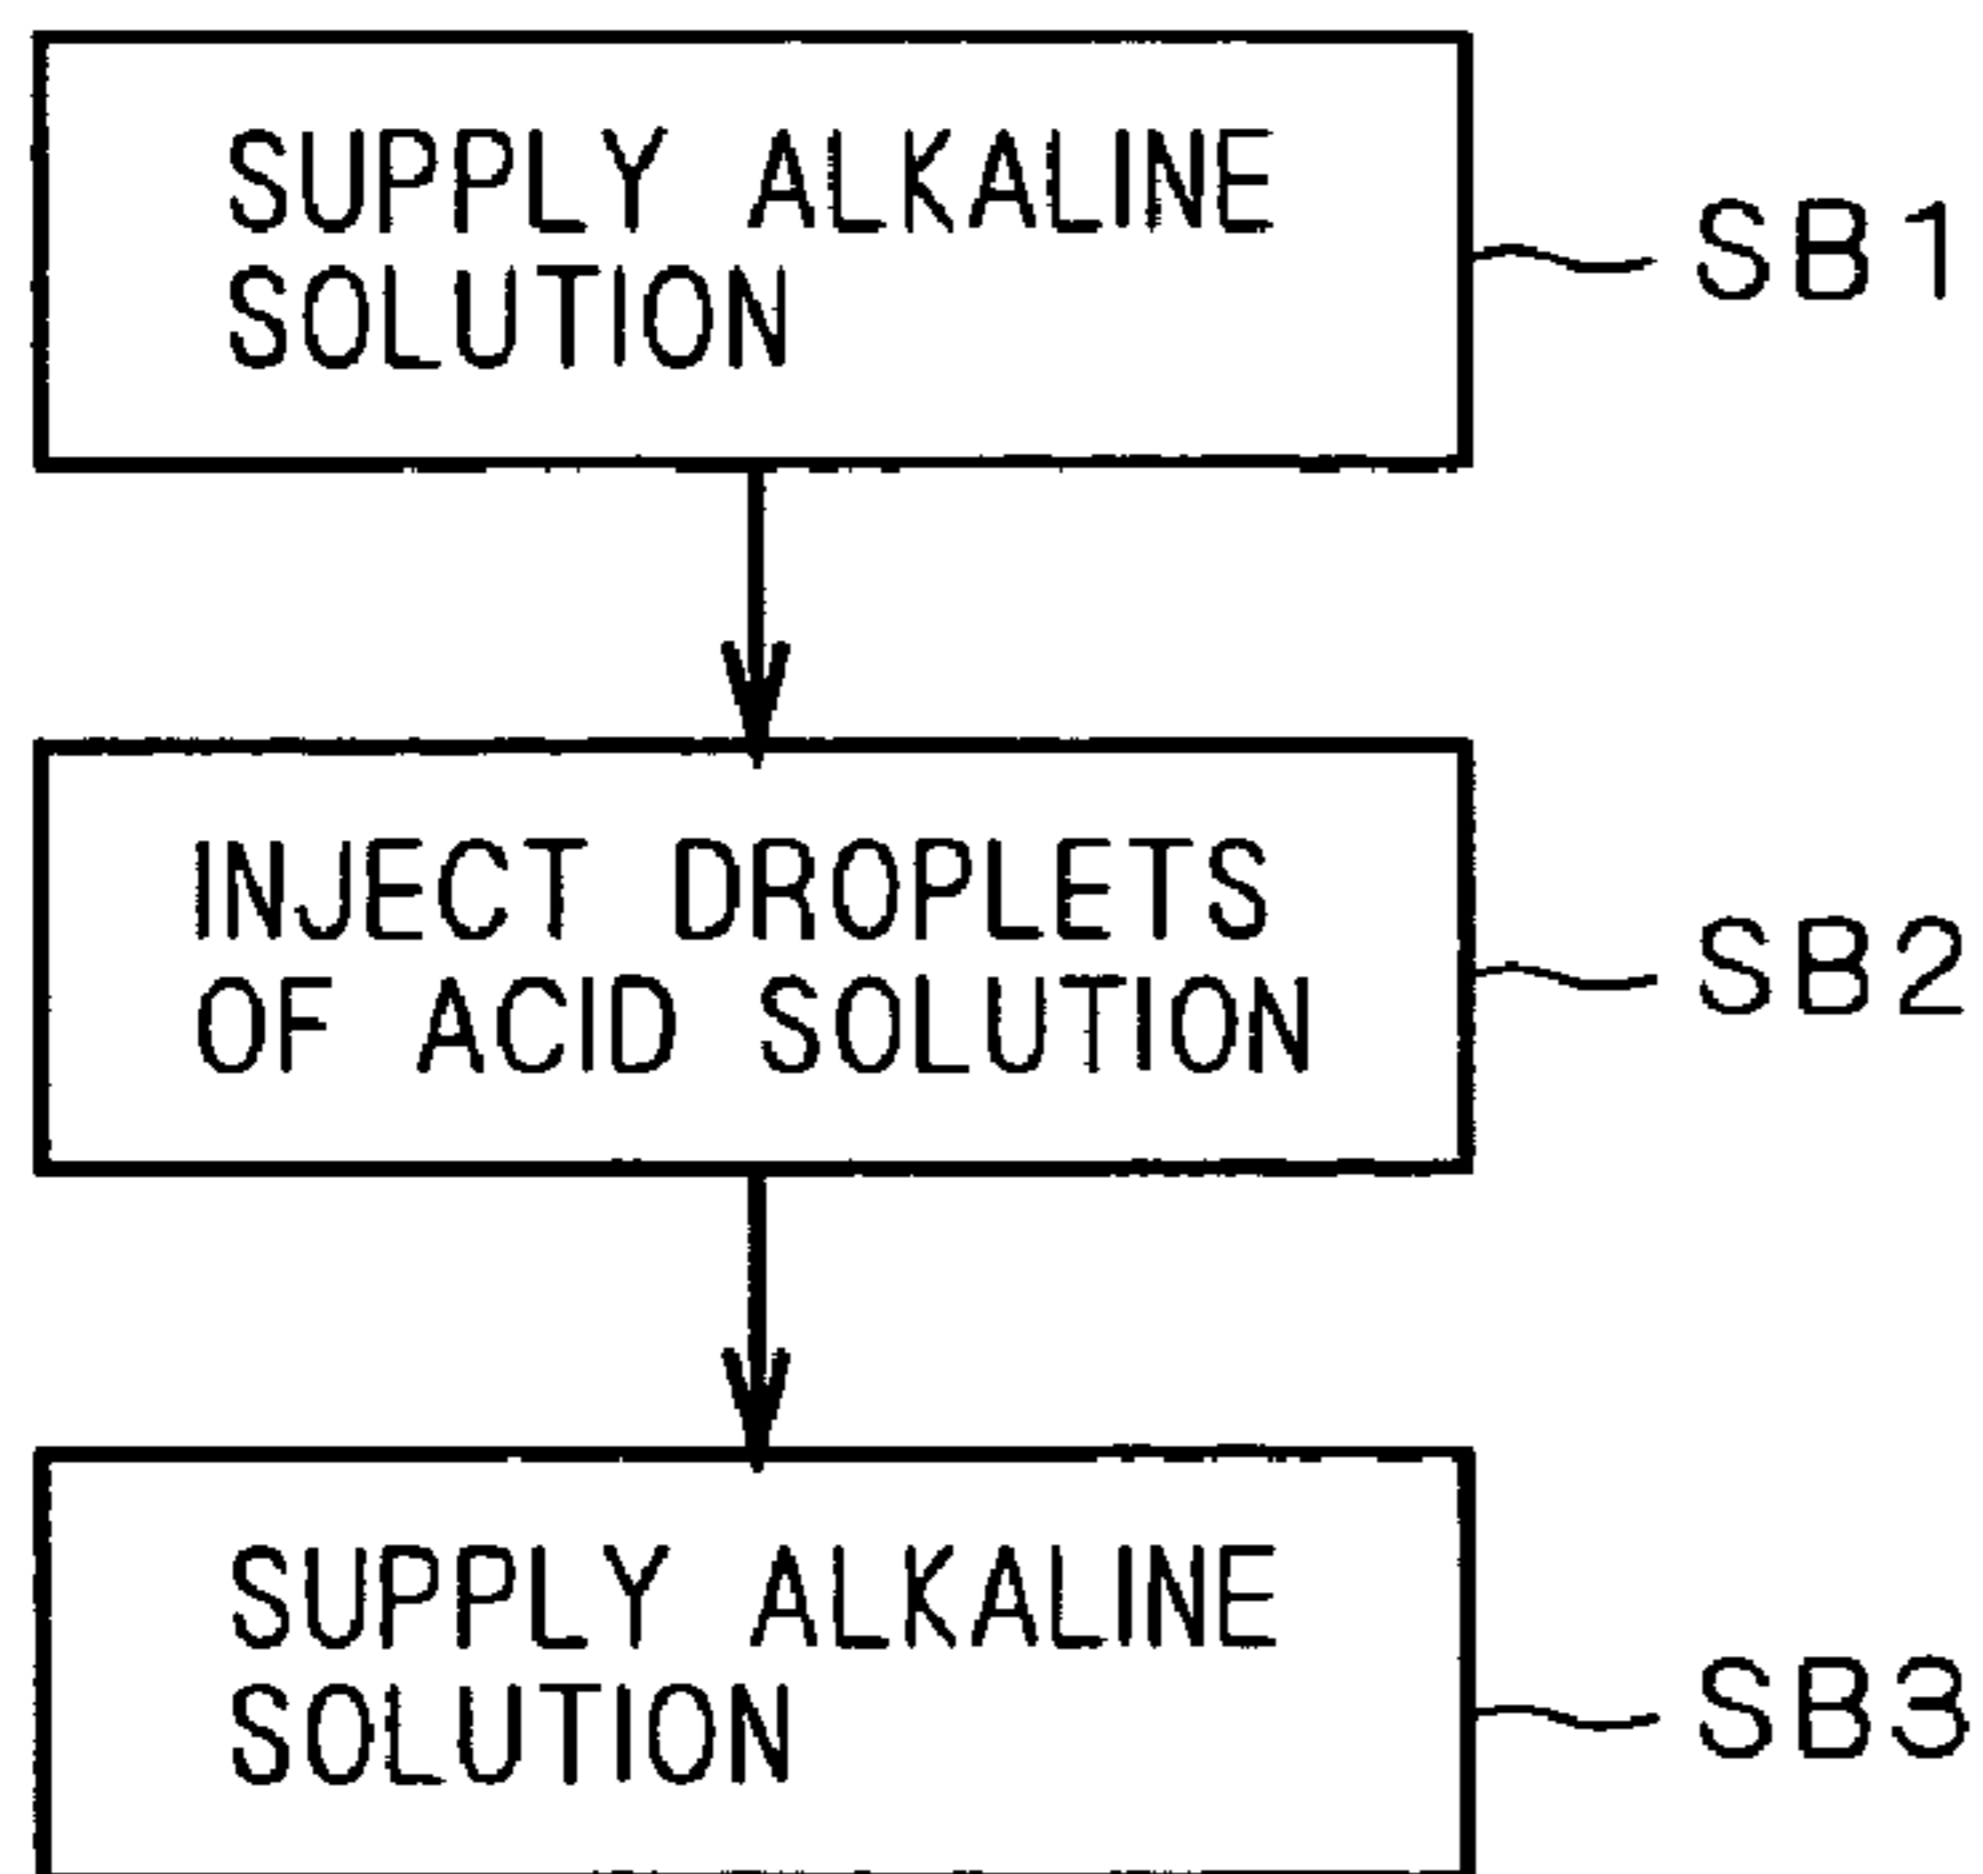 SUPPLY ALKALINE
SOLUTION
SB1
INJECT DROPLETS
OF ACID SOLUTION
SB2
SUPPLY ALKALINE
SOLUTION
SB3